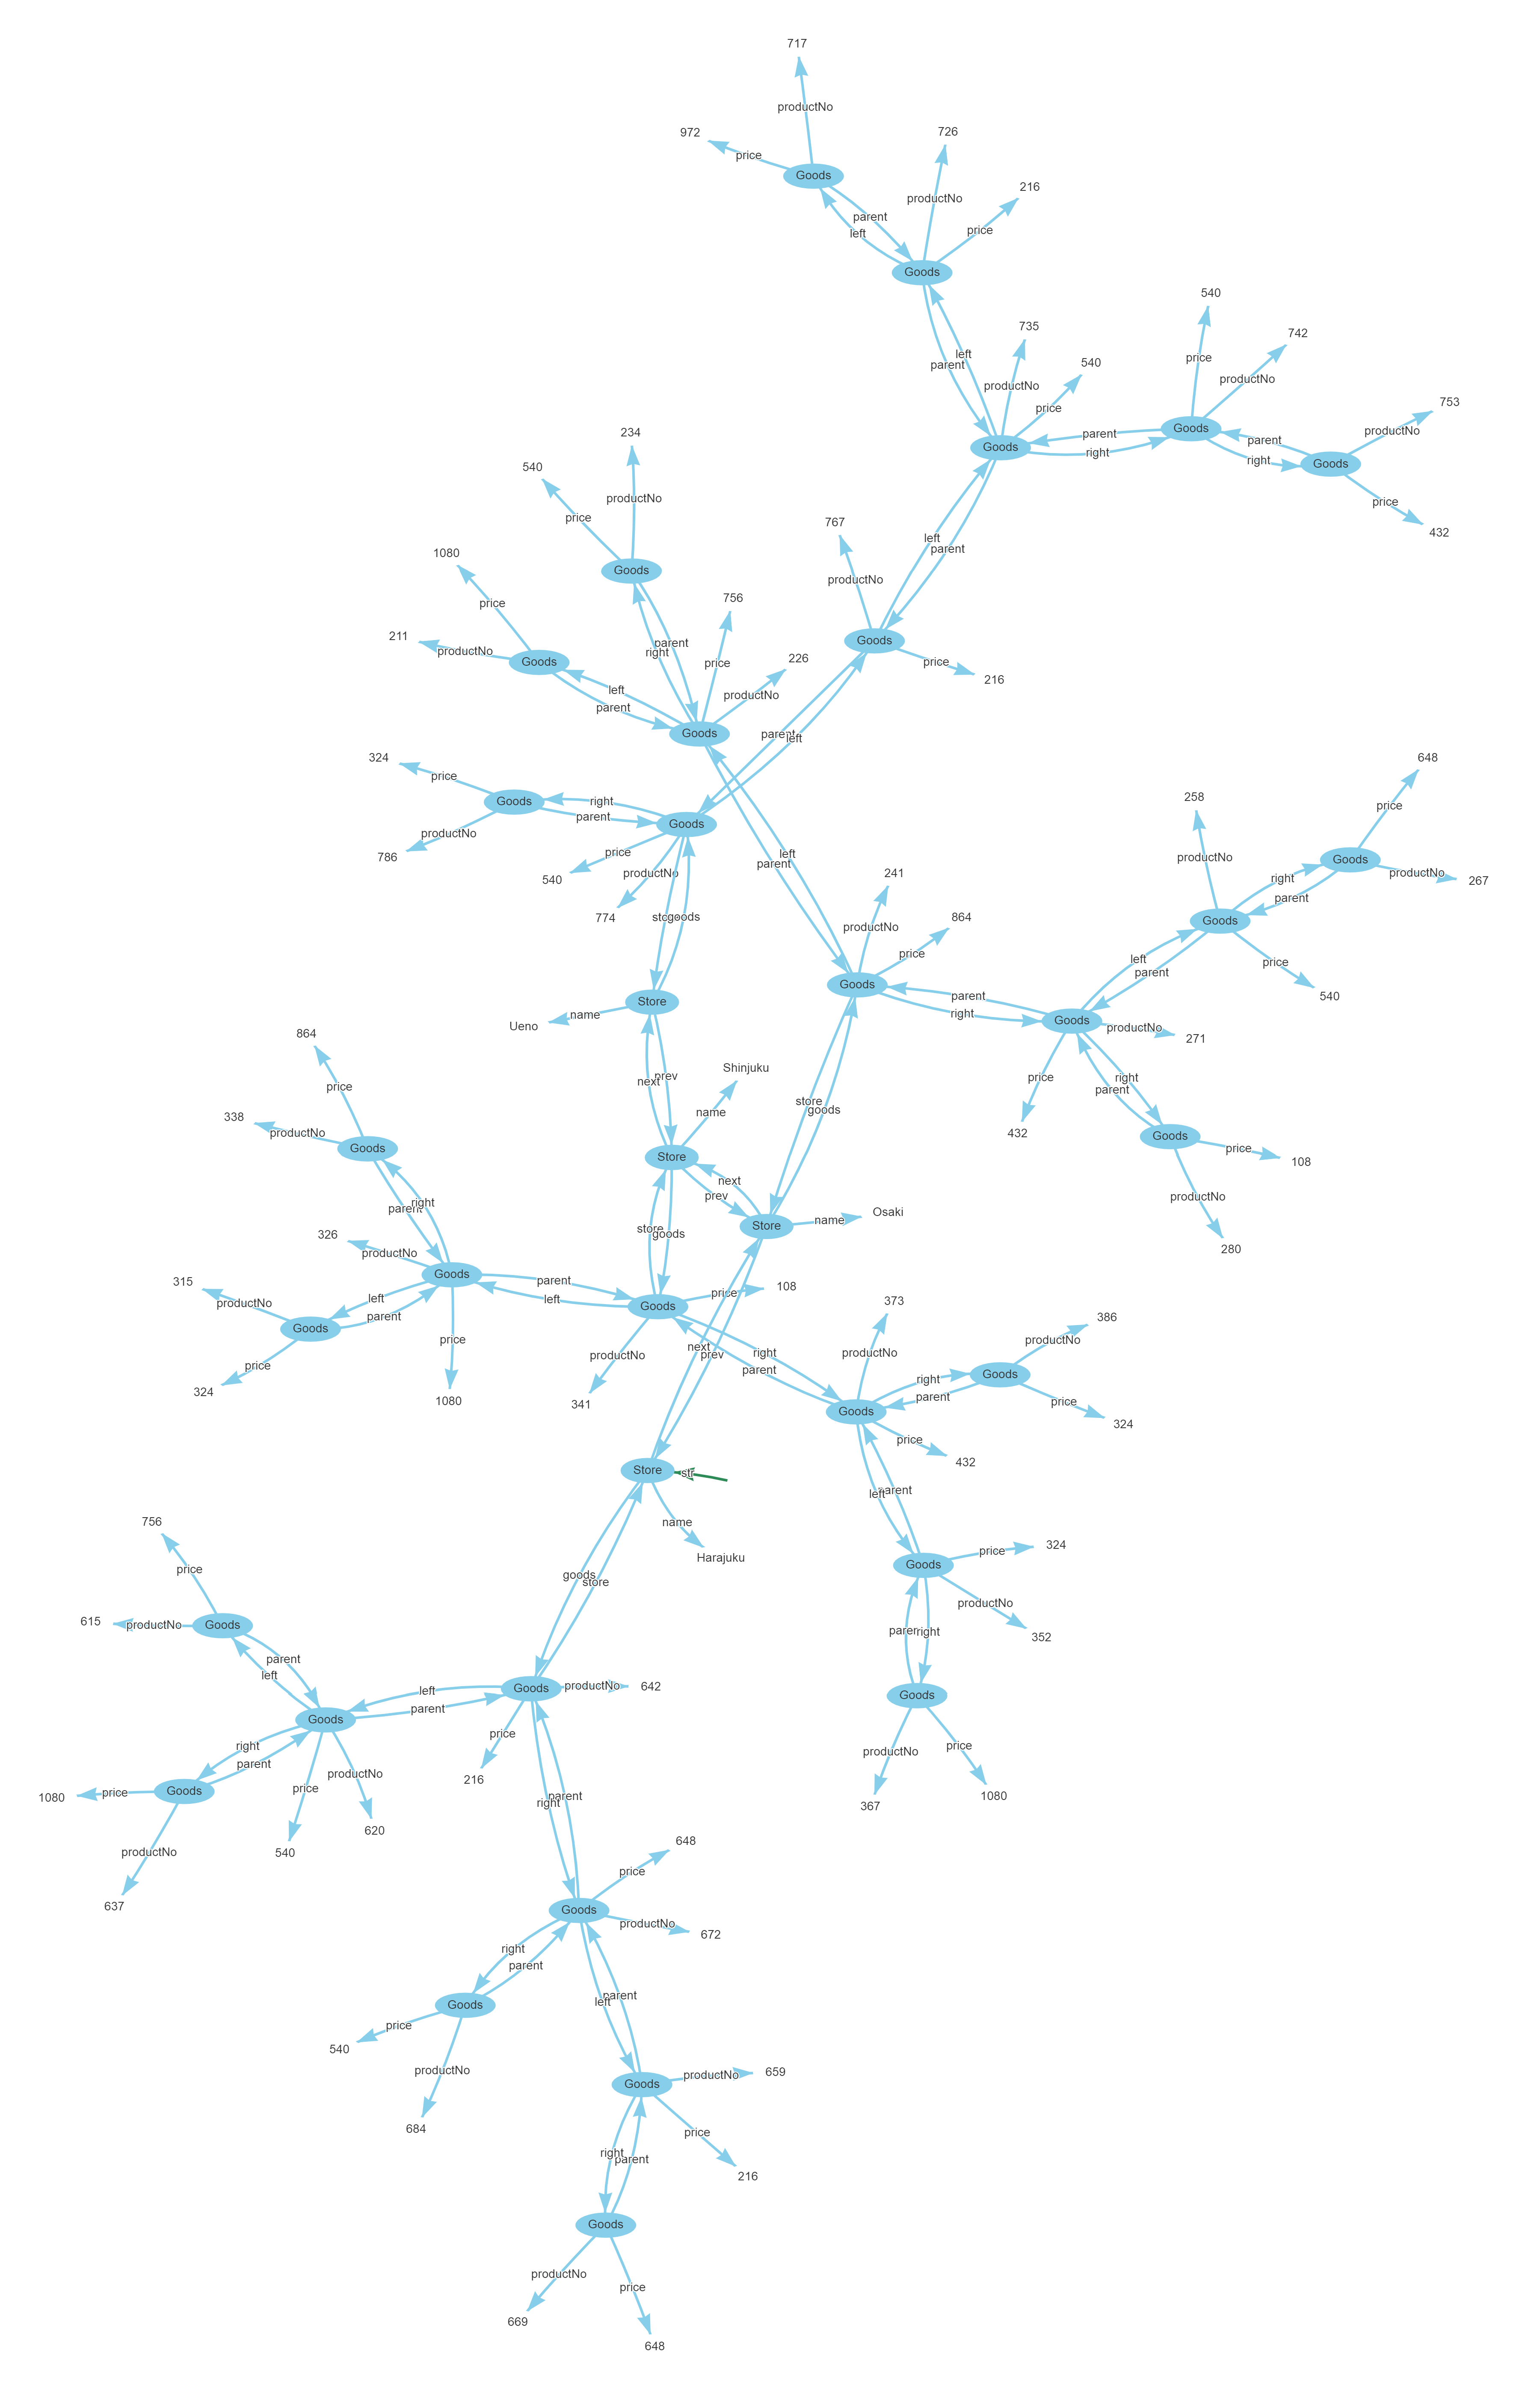 717
productNo
972
price
Goods
726
productNo
216
price
parent
left
Goods
540
price
742
productNo
735
productNo
540
price
left
parent
753
productNo
Goods
parent
right
Goods
parent
right
Goods
price
432
234
productNo
540
price
Goods
767
productNo
left
parent
1080
price
211
productNo
Goods
756
price
226
productNo
parent
right
left
parent
Goods
Goods
price
216
parent
left
324
price
Goods
right
parent
Goods
productNo
786
price
540
productNo
774
left
parent
648
price
258
productNo
Goods
productNo
267
right
parent
Goods
price
540
241
productNo
864
price
Goods
left
parent
parent
right
Goods
productNo
271
price
432
right
parent
Goods
price
108
productNo
280
goods
Store
name
Ueno
prev
next
Shinjuku
name
Store
next
prev
store
goods
Store
name
Osaki
864
price
338
productNo
Goods
right
parent
326
productNo
315
productNo
Goods
left
parent
Goods
parent
left
price
1080
price
324
store
goods
Goods
price
108
productNo
341
next
prev
right
parent
373
productNo
386
productNo
Goods
right
parent
Goods
price
324
price
432
left
parent
Store
str
name
Harajuku
Goods
price
324
productNo
352
parent
right
Goods
productNo
367
price
1080
goods
store
756
price
615
productNo
Goods
parent
left
Goods
left
parent
Goods
productNo
642
price
216
right
parent
Goods
price
1080
productNo
637
price
540
productNo
620
right
parent
648
price
Goods
productNo
672
right
parent
Goods
price
540
productNo
684
left
parent
Goods
productNo
659
price
216
right
parent
Goods
productNo
669
price
648